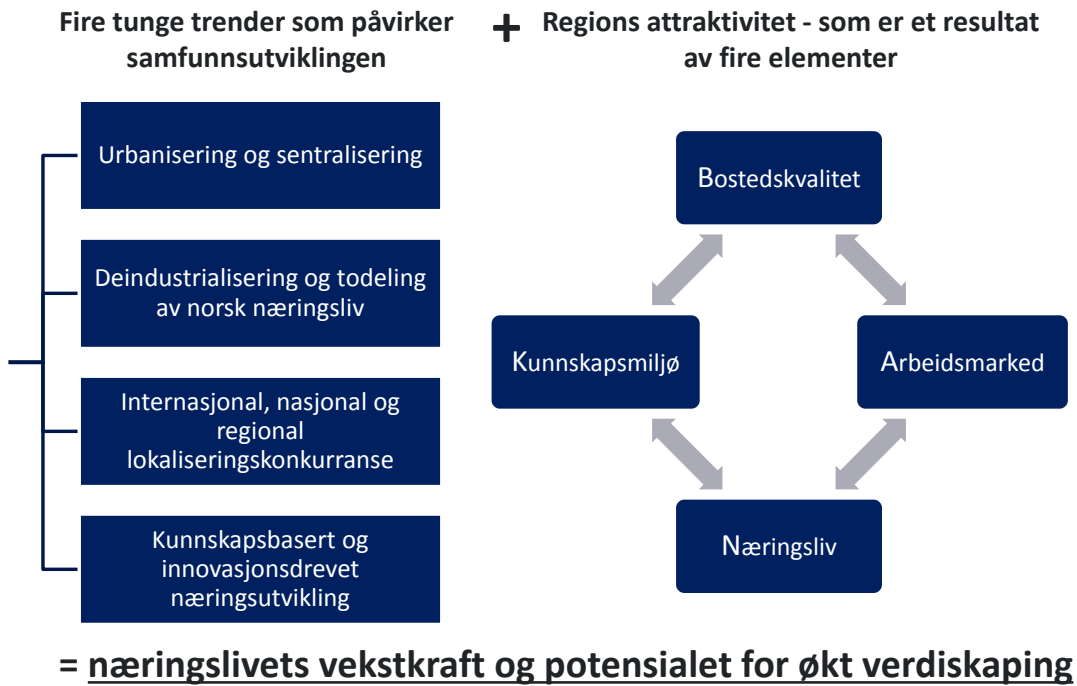 Fire tunge trender som påvirker
samfunnsutviklingen
+
Regions attraktivitet - som er et resultat
av fire elementer
Urbanisering og sentralisering
Deindustrialisering og todeling
av norsk næringsliv
Internasjonal, nasjonal og
regional
lokaliseringskonkurranse
Kunnskapsbasert og
innovasjonsdrevet
næringsutvikling
Bostedskvalitet
Kunnskapsmiljø
Arbeidsmarked
Næringsliv
= næringslivets vekstkraft og potensialet for økt verdiskaping